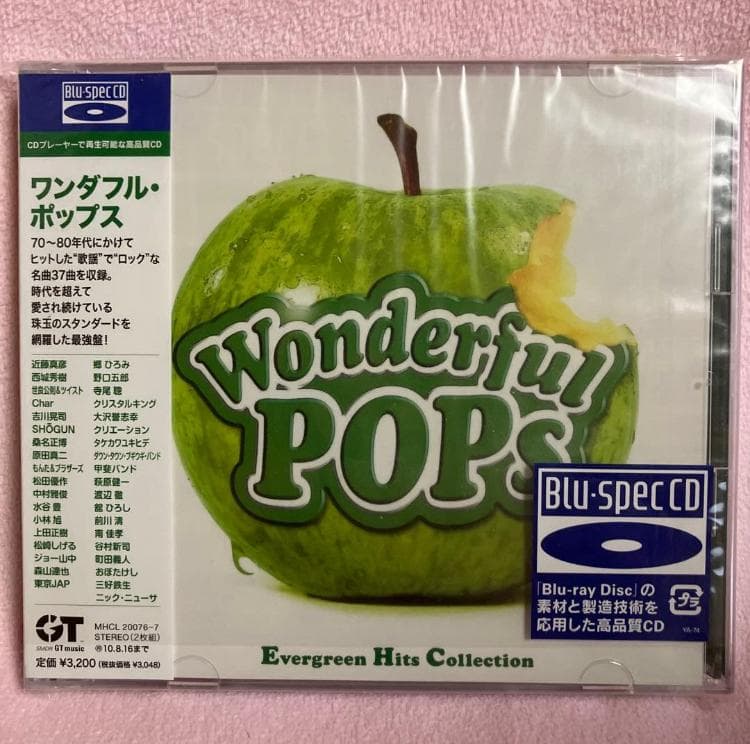 Blu-spec CD
CDプレーヤーで再生可能な高品質CD
ワンダフル・
ポップス
70〜80年代にかけて
ヒットした“歌謡”で“ロック”な
名曲37曲を収録。
時代を超えて
愛され続けている
珠玉のスタンダードを
網羅した最強盤！
近藤真彦 郷ひろみ
西城秀樹 野口五郎
世良公則&ツイスト 寺尾 聰
Char クリスタルキング
吉川晃司 大沢誉志幸
SHŌGUN クリエーション
桑名正博 タケカワユキヒデ
原田真二 ダウン・タウン・ブギウギ・バンド
もんた&ブラザーズ 甲斐バンド
松田優作 萩原健一
中村雅俊 渡辺 徹
水谷 豊 舘 ひろし
小林 旭 前川 清
上田正樹 南 佳孝
松崎しげる 谷村新司
ジョー山中 町田義人
森山達也 おぼたけし
東京JAP 三好鉄生
ニック・ニューサ
GT
SMDR GT music
MHCL 20076-7
STEREO(2枚組)
10.8.16まで
定価 ¥3,200 (税抜価格 ¥3,048)
Wonderful
POPs
Evergreen Hits Collection
Blu-spec CD
「Blu-ray Disc」の
素材と製造技術を
応用した高品質CD
プラ